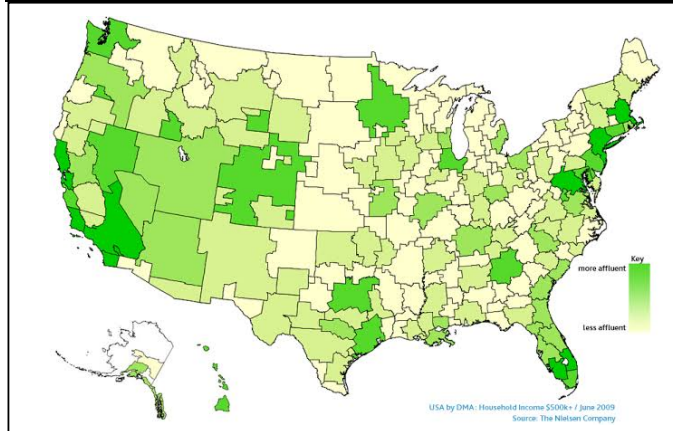 Key
more affluent
less affluent
USA by DMA: Household Income $500k+ / June 2009
Source: The Nielsen Company